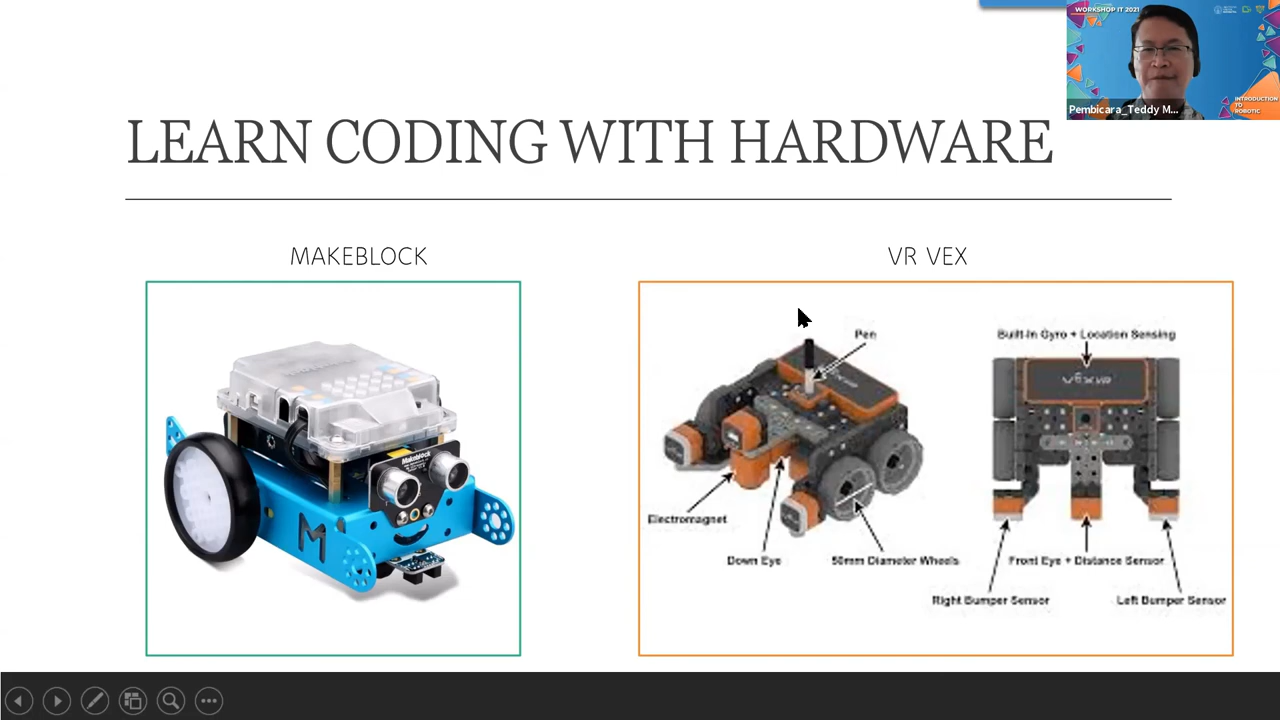 WORKSHOP IT 2021
INTRODUCTION
TO
ROBOTIC
Pembicara_Teddy M...
LEARN CODING WITH HARDWARE
MAKEBLOCK
VR VEX
Makeblock
M
Pen
Electromagnet
Down Eye
50mm Diameter Wheels
Built-In Gyro + Location Sensing
Front Eye + Distance Sensor
Right Bumper Sensor
Left Bumper Sensor